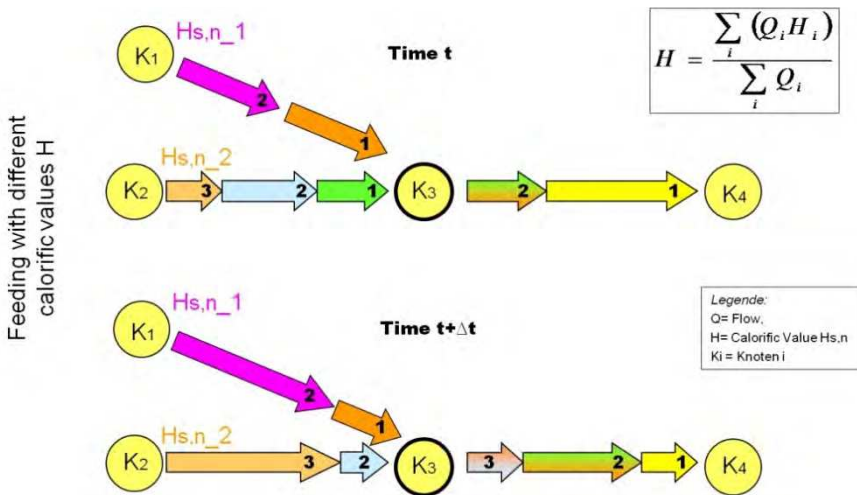 Feeding with different
calorific values H
Hs,n_1
K1
Time t
H = ∑i (QiHi) / ∑i Qi
2
1
Hs,n_2
K2
3
2
1
K3
2
1
K4
Hs,n_1
K1
Time t+Δt
2
1
Legende:
Q= Flow,
H= Calorific Value Hs,n
Ki = Knoten i
Hs,n_2
K2
3
2
K3
3
2
1
K4